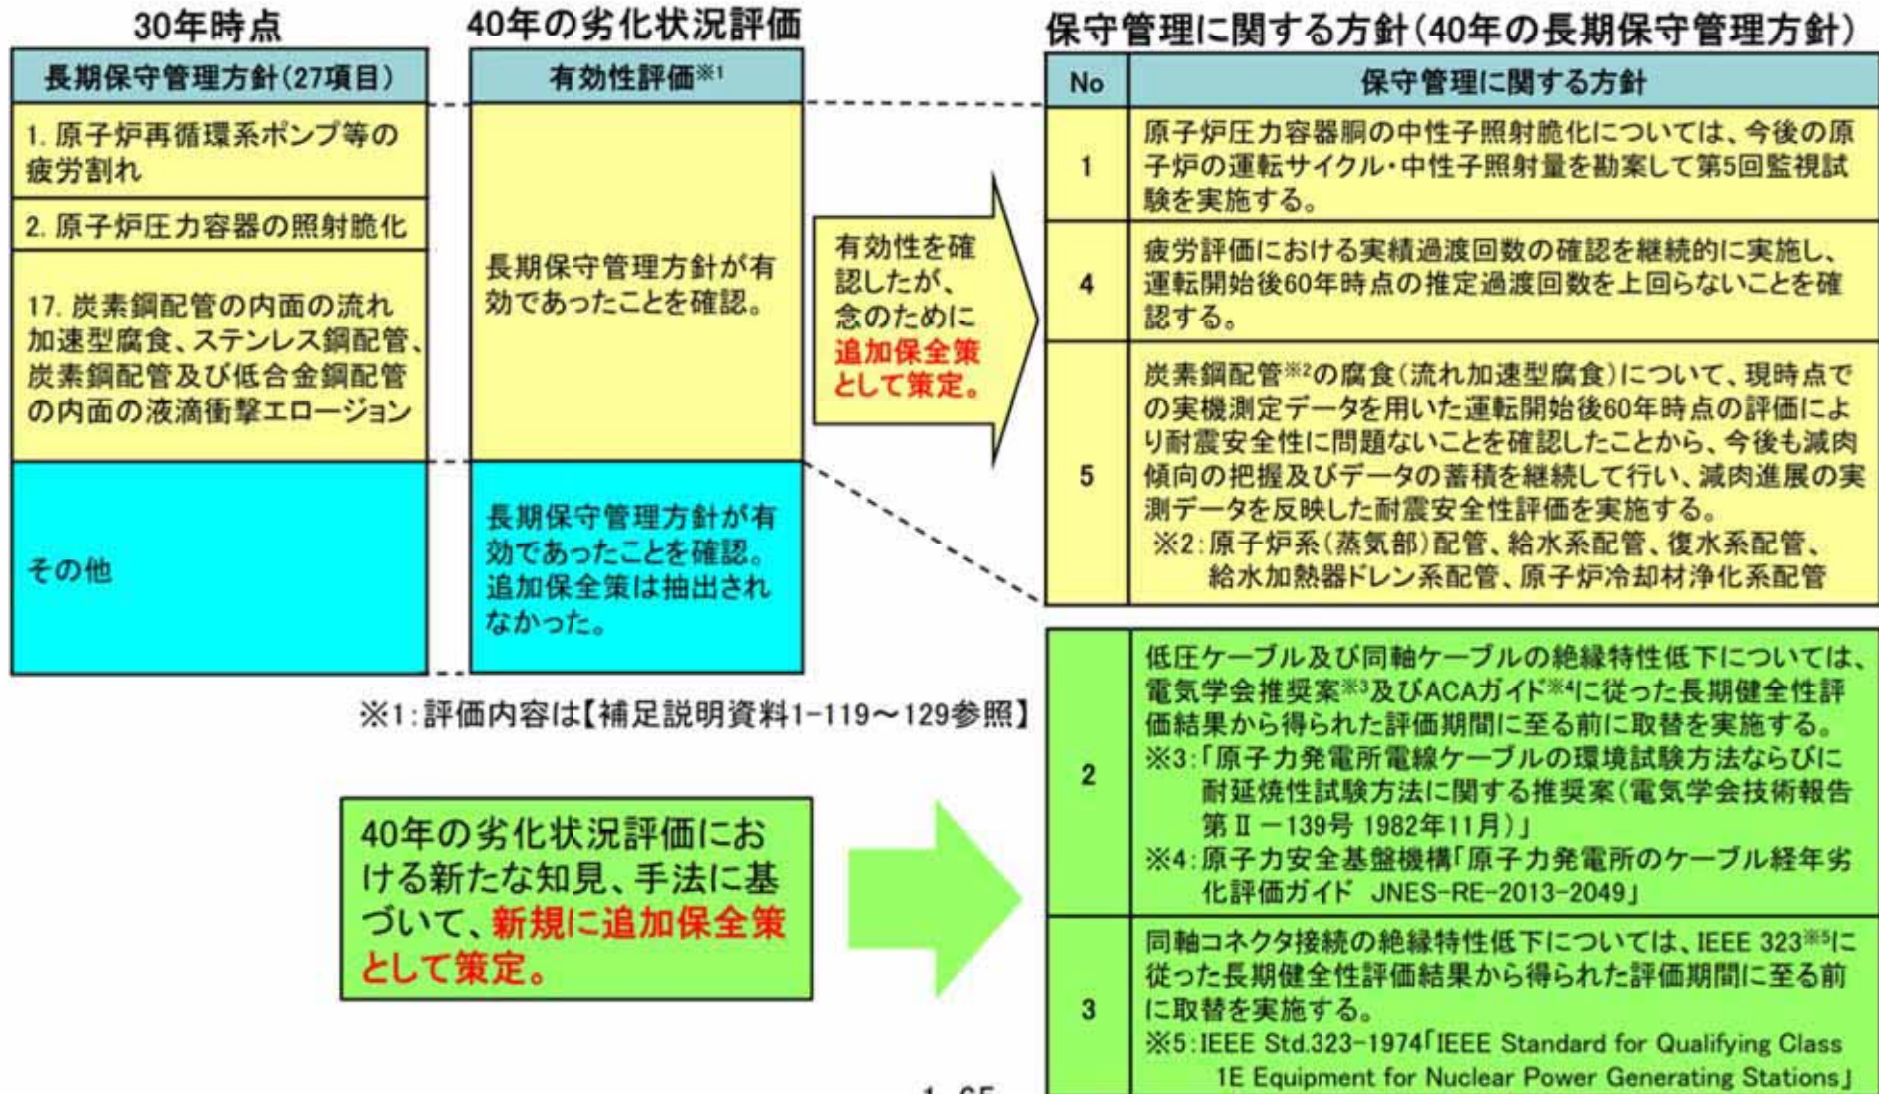 30年時点
長期保守管理方針(27項目)
1. 原子炉再循環系ポンプ等の
疲労割れ
2. 原子炉圧力容器の照射脆化
17. 炭素鋼配管の内面の流れ
加速型腐食、ステンレス鋼配管、
炭素鋼配管及び低合金鋼配管
の内面の液滴衝撃エロージョン
その他
40年の劣化状況評価
有効性評価※1
長期保守管理方針が有
効であったことを確認。
長期保守管理方針が有
効であったことを確認。
追加保全策は抽出され
なかった。
※1:評価内容は【補足説明資料1-119~129参照】
有効性を確
認したが、
念のために
追加保全策
として策定。
40年の劣化状況評価にお
ける新たな知見、手法に基
づいて、新規に追加保全策
として策定。
保守管理に関する方針(40年の長期保守管理方針)
No 保守管理に関する方針
1
原子炉圧力容器胴の中性子照射脆化については、今後の原
子炉の運転サイクル・中性子照射量を勘案して第5回監視試
験を実施する。
4
疲労評価における実績過渡回数の確認を継続的に実施し、
運転開始後60年時点の推定過渡回数を上回らないことを確
認する。
5
炭素鋼配管※2の腐食(流れ加速型腐食)について、現時点で
の実機測定データを用いた運転開始後60年時点の評価によ
り耐震安全性に問題ないことを確認したことから、今後も減肉
傾向の把握及びデータの蓄積を継続して行い、減肉進展の実
測データを反映した耐震安全性評価を実施する。
※2:原子炉系(蒸気部)配管、給水系配管、復水系配管、
給水加熱器ドレン系配管、原子炉冷却材浄化系配管
2
低圧ケーブル及び同軸ケーブルの絶縁特性低下については、
電気学会推奨案※3及びACAガイド※4に従った長期健全性評
価結果から得られた評価期間に至る前に取替を実施する。
※3:「原子力発電所電線ケーブルの環境試験方法ならびに
耐延焼性試験方法に関する推奨案(電気学会技術報告
第Ⅱ-139号 1982年11月)」
※4:原子力安全基盤機構「原子力発電所のケーブル経年劣
化評価ガイド JNES-RE-2013-2049」
3
同軸コネクタ接続の絶縁特性低下については、IEEE 323※5に
従った長期健全性評価結果から得られた評価期間に至る前
に取替を実施する。
※5:IEEE Std.323-1974「IEEE Standard for Qualifying Class
1E Equipment for Nuclear Power Generating Stations」